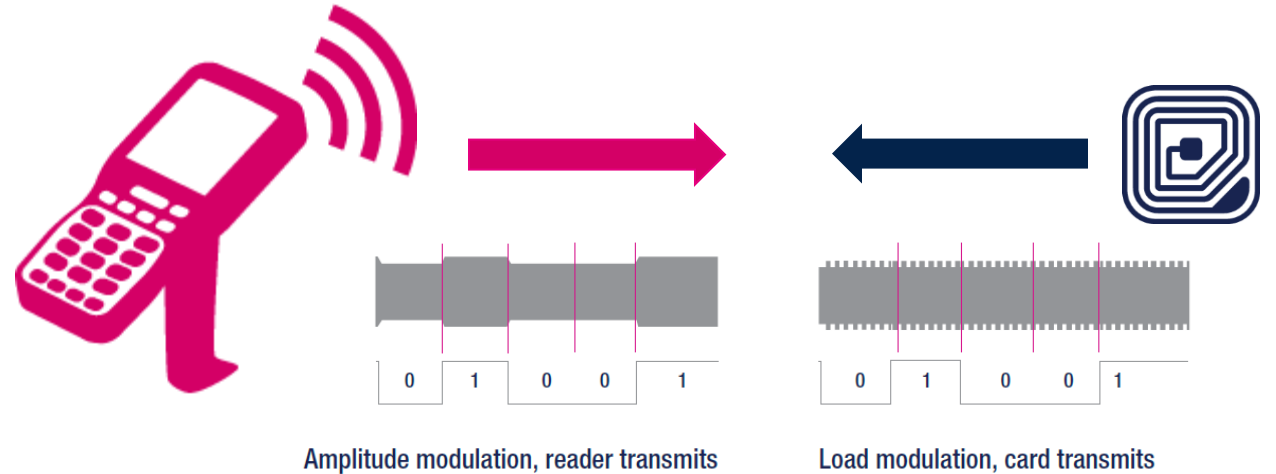 0 1 0 0 1
0 1 0 0 1
Amplitude modulation, reader transmits
Load modulation, card transmits